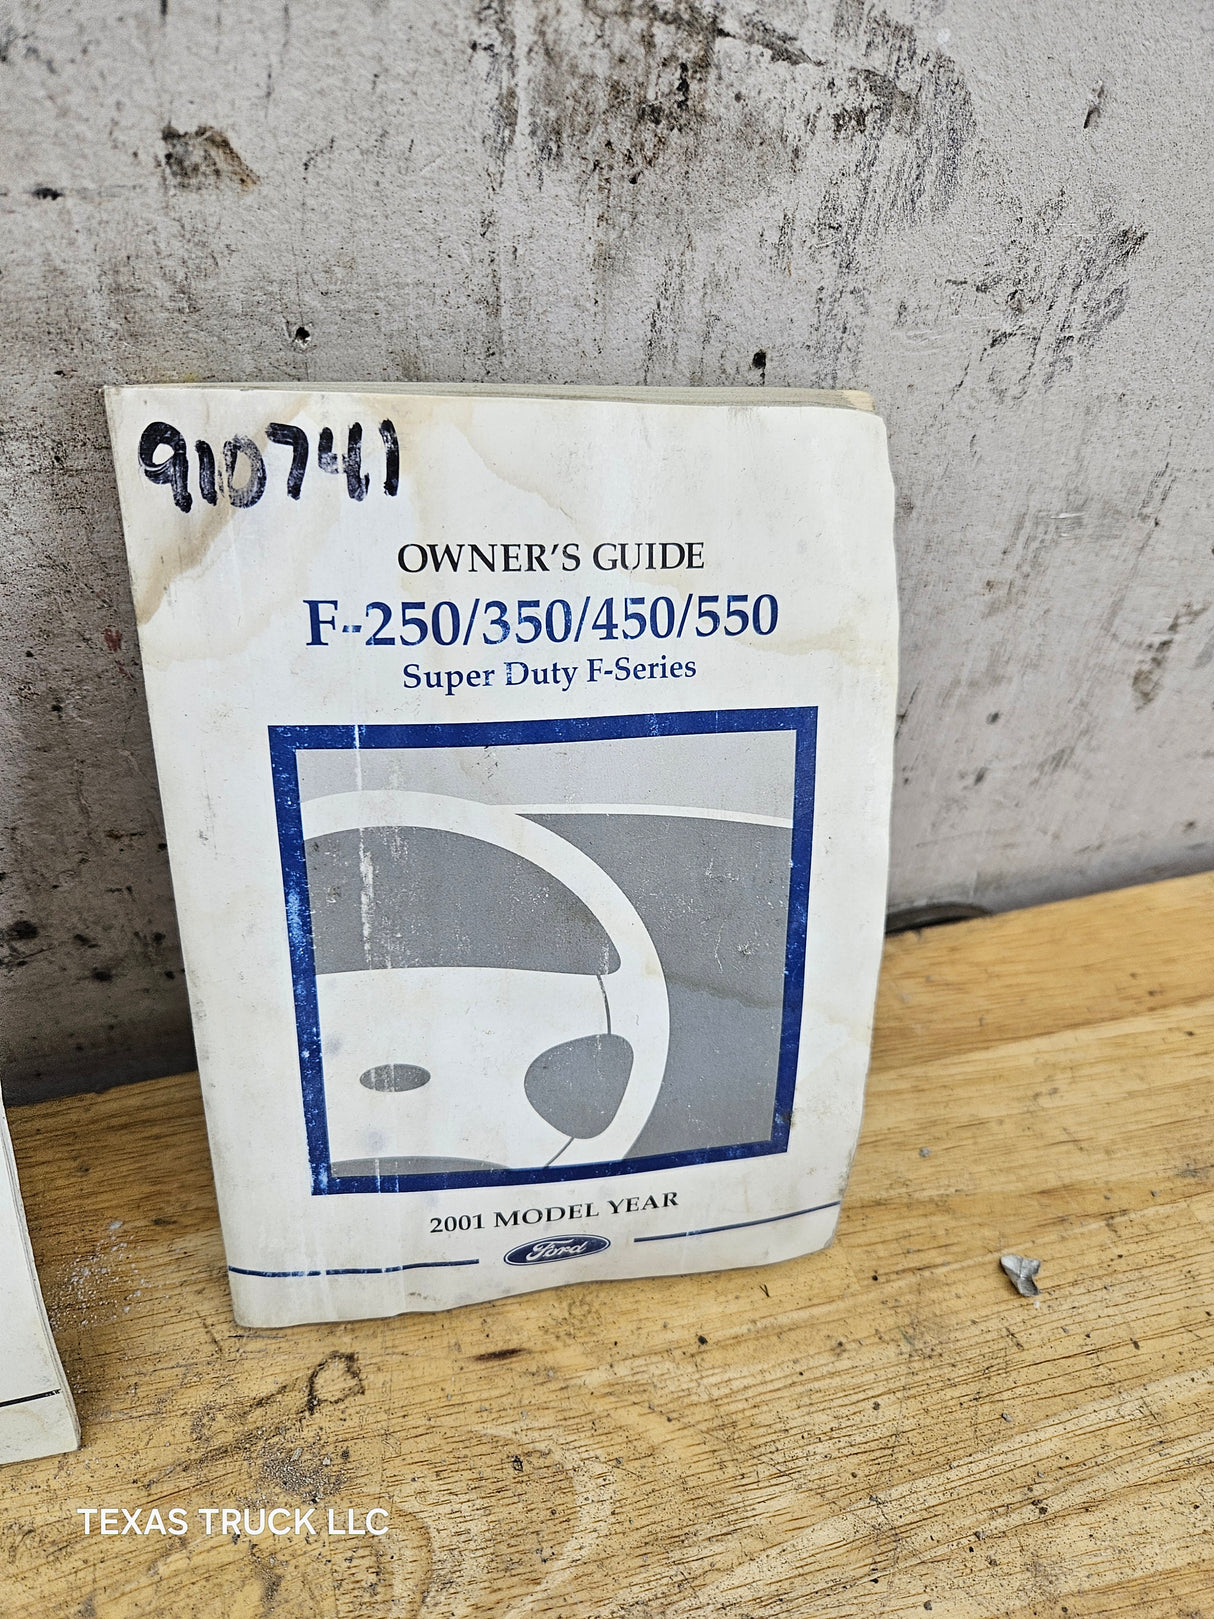 910741
OWNER'S GUIDE
F-250/350/450/550
Super Duty F-Series
2001 MODEL YEAR
Ford
TEXAS TRUCK LLC